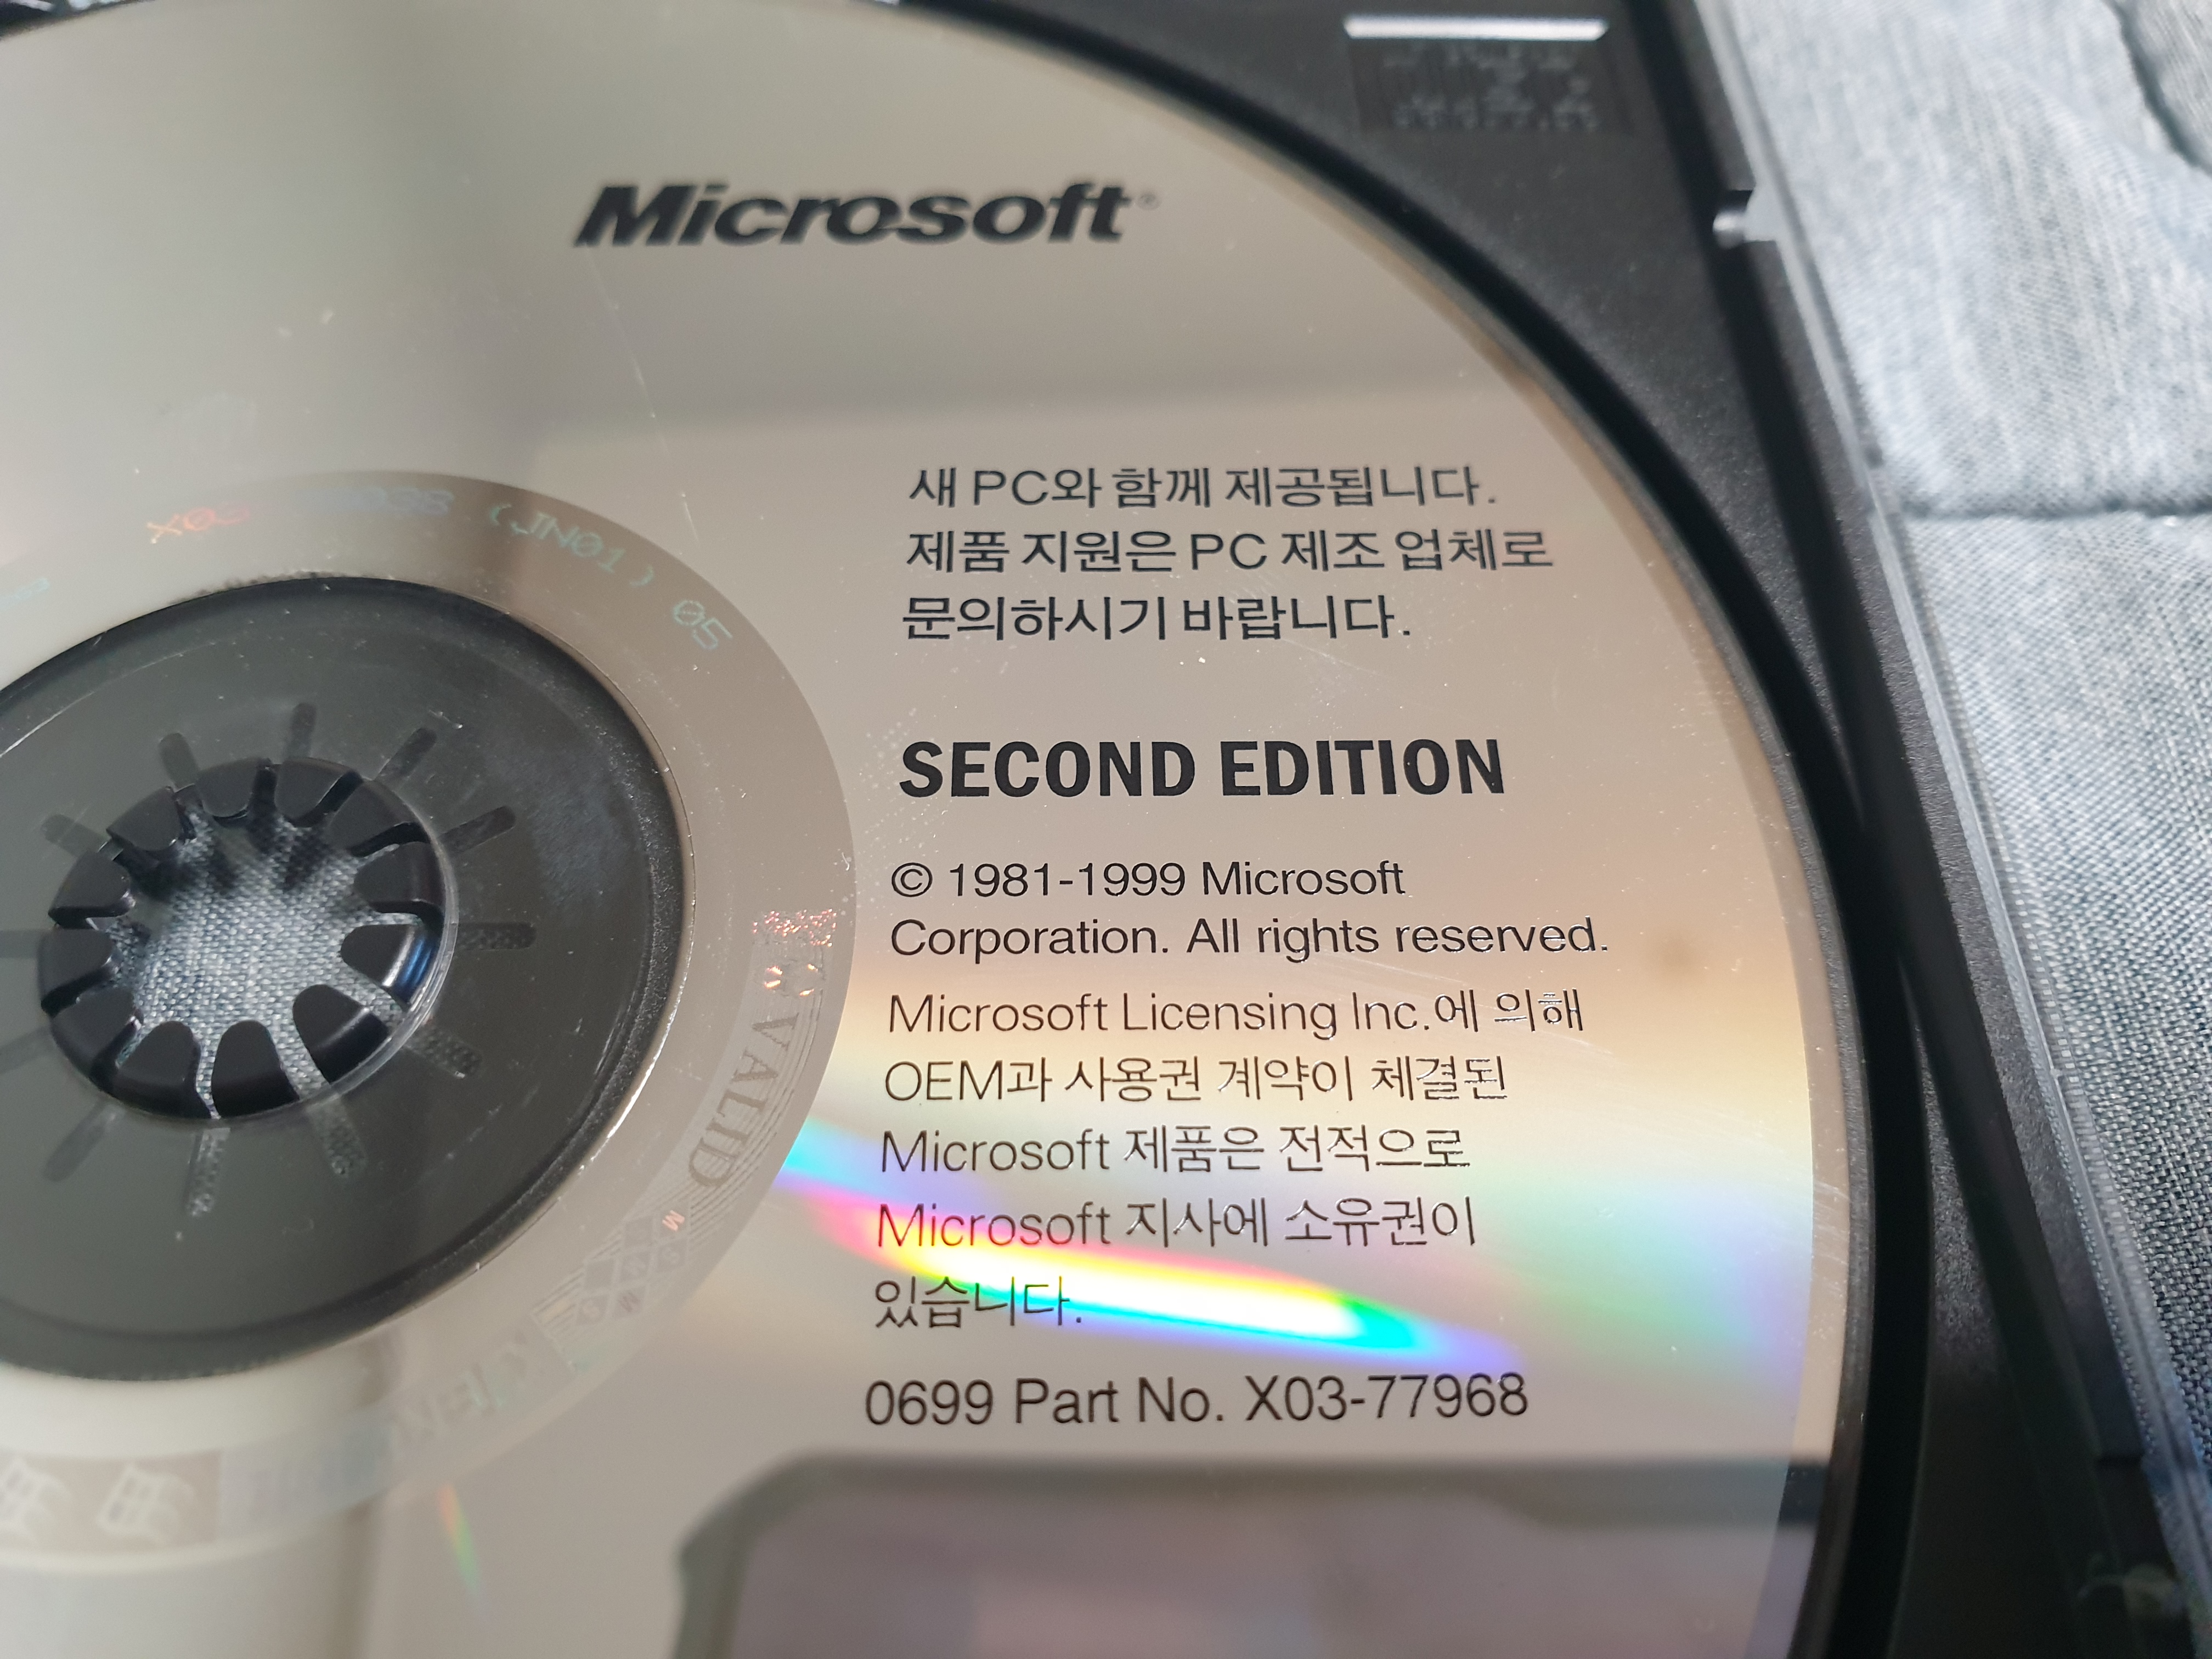 Microsoft®
새 PC와 함께 제공됩니다.
제품 지원은 PC 제조 업체로
문의하시기 바랍니다.
SECOND EDITION
© 1981-1999 Microsoft
Corporation. All rights reserved.
Microsoft Licensing Inc.에 의해
OEM과 사용권 계약이 체결된
Microsoft 제품은 전적으로
Microsoft 지사에 소유권이
있습니다.
0699 Part No. X03-77968
(JN01) 05
VALID